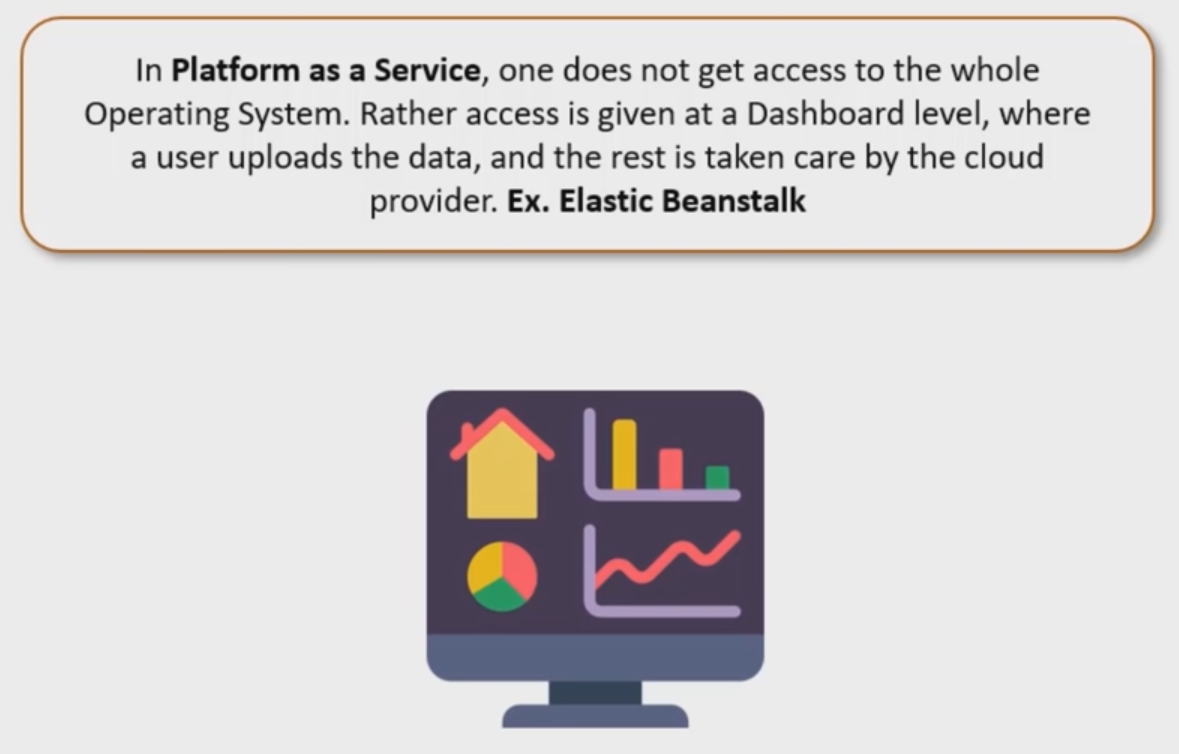 In Platform as a Service, one does not get access to the whole
Operating System. Rather access is given at a Dashboard level, where
a user uploads the data, and the rest is taken care by the cloud
provider. Ex. Elastic Beanstalk